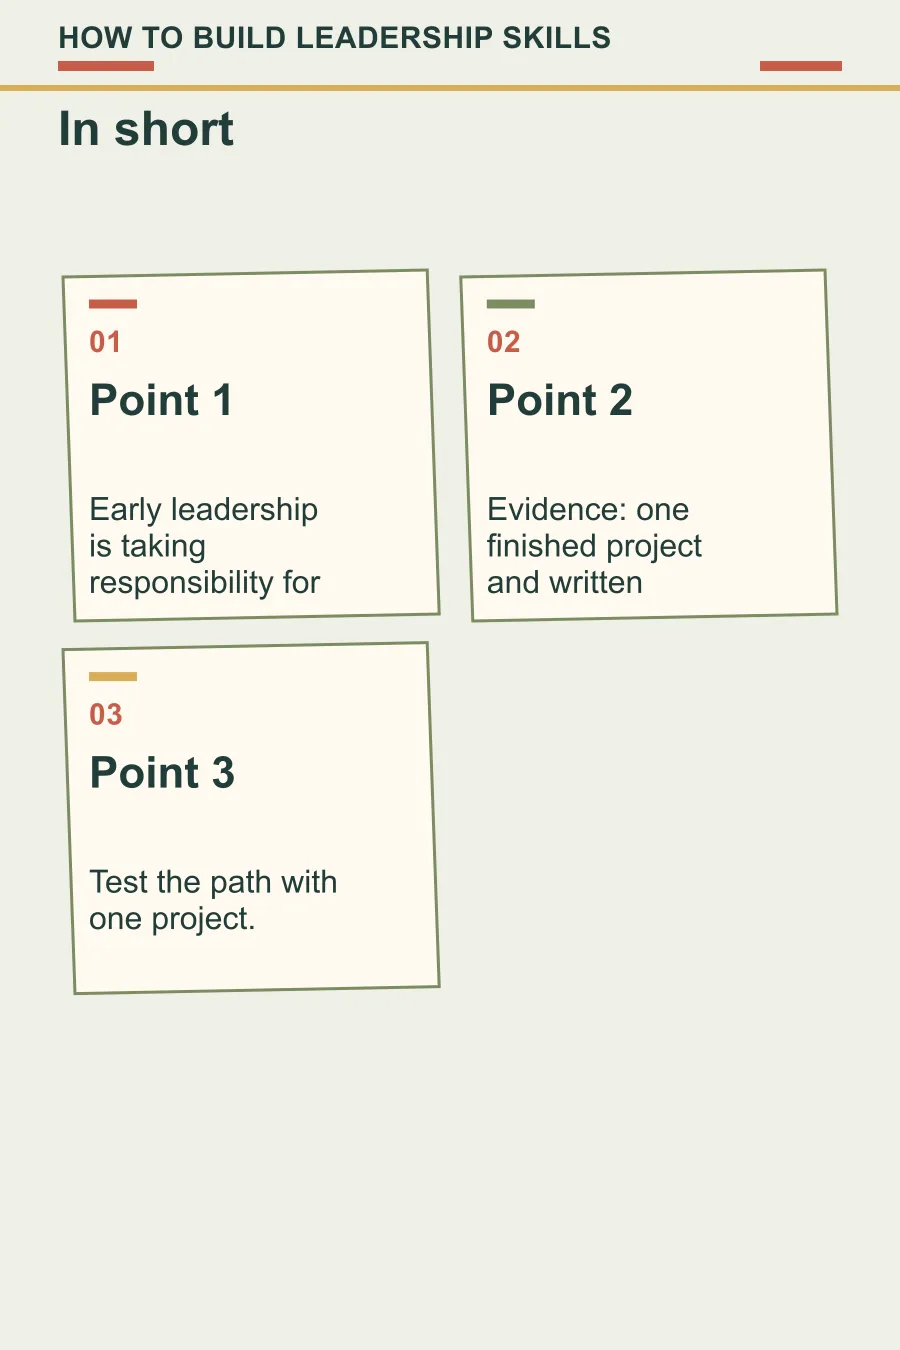 HOW TO BUILD LEADERSHIP SKILLS
In short
01
Point 1
Early leadership
is taking
responsibility for
02
Point 2
Evidence: one
finished project
and written
03
Point 3
Test the path with
one project.